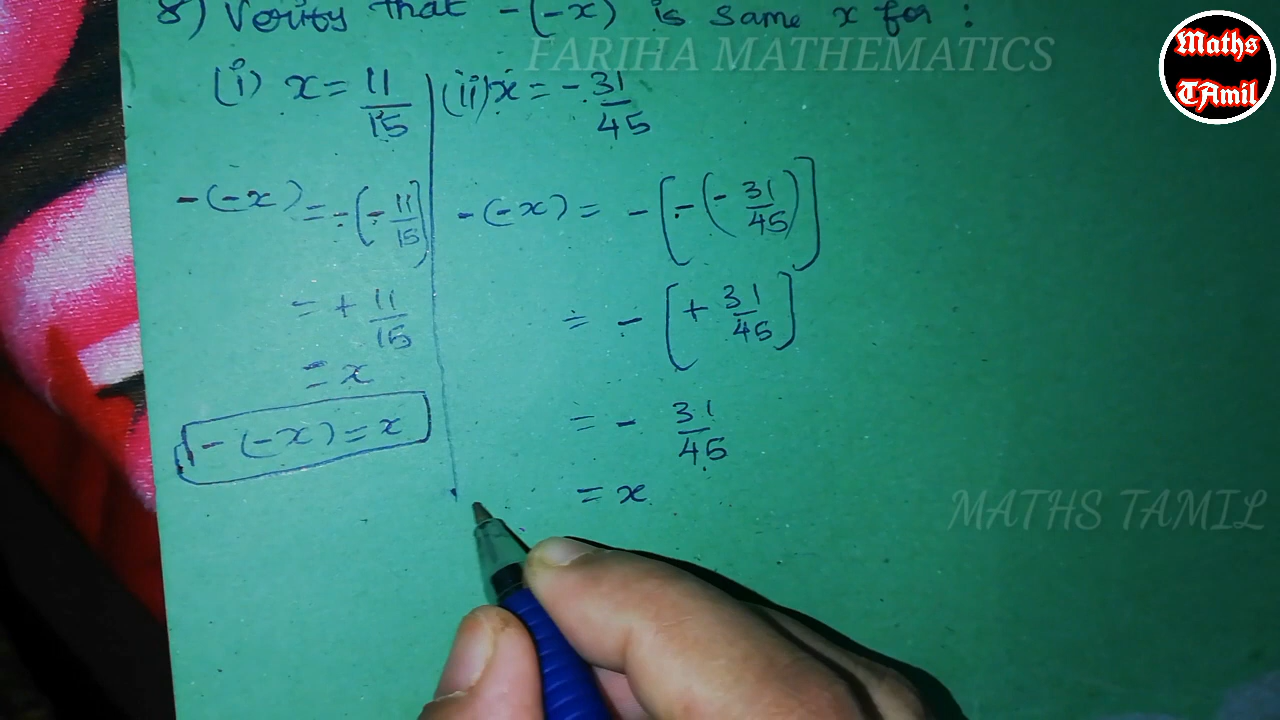 8) Verify that -(-x) is same x for :
FARIHA MATHEMATICS
Maths
TAmil
(i) x = 11/15
-(-x) = -(-11/15)
= + 11/15
= x
-(-x) = x
(ii) x = -31/45
-(-x) = -[-(-31/45)]
= -[+31/45]
= - 31/45
= x
MATHS TAMIL